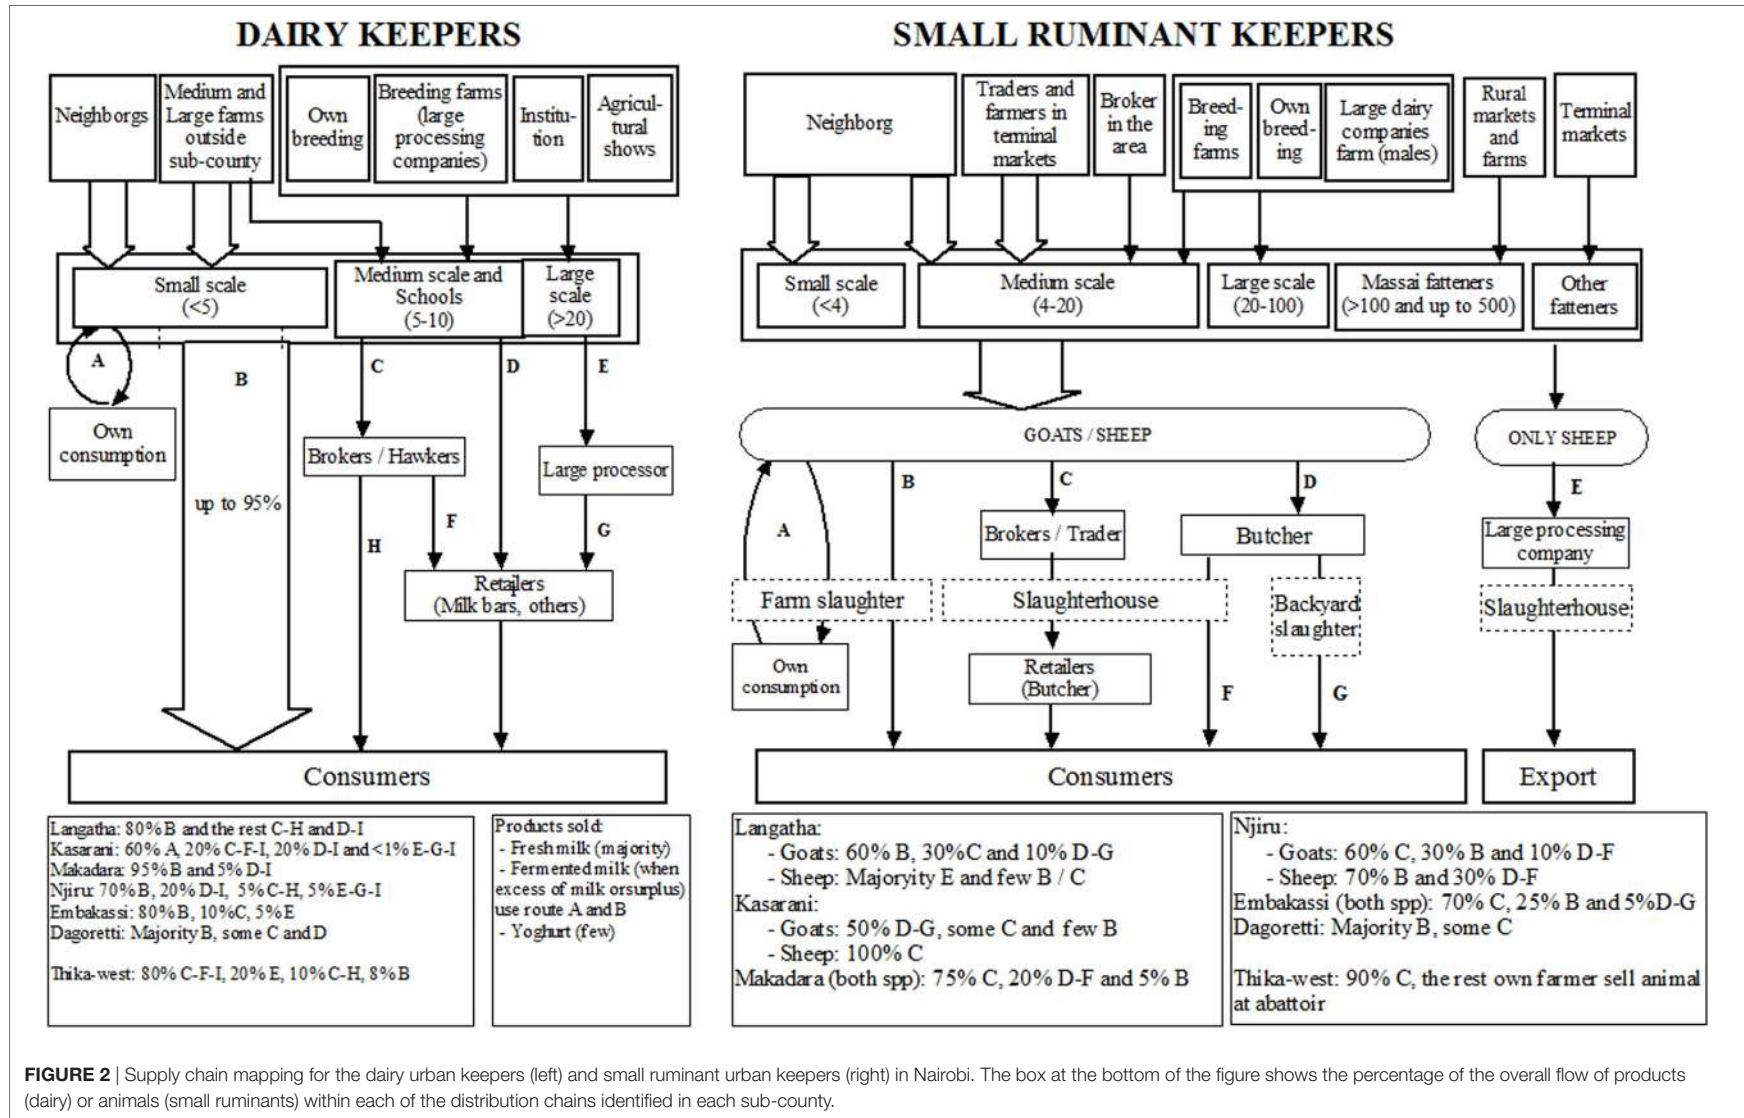 DAIRY KEEPERS
Neighborgs
Medium and
Large farms
outside
sub-county
Own
breeding
Breeding farms
(large
processing
companies)
Institu-
tion
Agricul-
tural
shows
Small scale
(<5)
Medium scale and
Schools
(5-10)
Large
scale
(>20)
A
B
C
D
E
Own
consumption
up to 95%
Brokers / Hawkers
Large processor
F
G
H
Retailers
(Milk bars, others)
Consumers
Langatha: 80%B and the rest C-H and D-I
Kasarani: 60% A, 20% C-F-I, 20% D-I and <1% E-G-I
Makadara: 95%B and 5% D-I
Njiru: 70%B, 20% D-I, 5%C-H, 5%E-G-I
Embakassi: 80%B, 10%C, 5%E
Dagoretti: Majority B, some C and D
Thika-west: 80% C-F-I, 20% E, 10% C-H, 8%B
Products sold:
- Fresh milk (majority)
- Fermented milk (when
excess of milk orsurplus)
use route A and B
- Yoghurt (few)
SMALL RUMINANT KEEPERS
Neighborg
Traders and
farmers in
terminal
markets
Broker
in the
area
Breed-
ing
farms
Own
breed-
ing
Large dairy
companies
farm (males)
Rural
markets
and
farms
Terminal
markets
Small scale
(<4)
Medium scale
(4-20)
Large scale
(20-100)
Massai fatteners
(>100 and up to 500)
Other
fatteners
GOATS / SHEEP
ONLY SHEEP
A
B
C
D
E
Brokers / Trader
Butcher
Large processing
company
Farm slaughter
Slaughterhouse
Backyard
slaughter
Slaughterhouse
Own
consumption
Retailers
(Butcher)
F
G
Consumers
Export
Langatha:
- Goats: 60% B, 30%C and 10% D-G
- Sheep: Majoryity E and few B / C
Kasarani:
- Goats: 50% D-G, some C and few B
- Sheep: 100% C
Makadara (both spp): 75% C, 20% D-F and 5% B
Njiru:
- Goats: 60% C, 30% B and 10% D-F
- Sheep: 70% B and 30% D-F
Embakassi (both spp): 70% C, 25% B and 5%D-G
Dagoretti: Majority B, some C
Thika-west: 90% C, the rest own farmer sell animal
at abattoir
FIGURE 2 | Supply chain mapping for the dairy urban keepers (left) and small ruminant urban keepers (right) in Nairobi. The box at the bottom of the figure shows the percentage of the overall flow of products
(dairy) or animals (small ruminants) within each of the distribution chains identified in each sub-county.